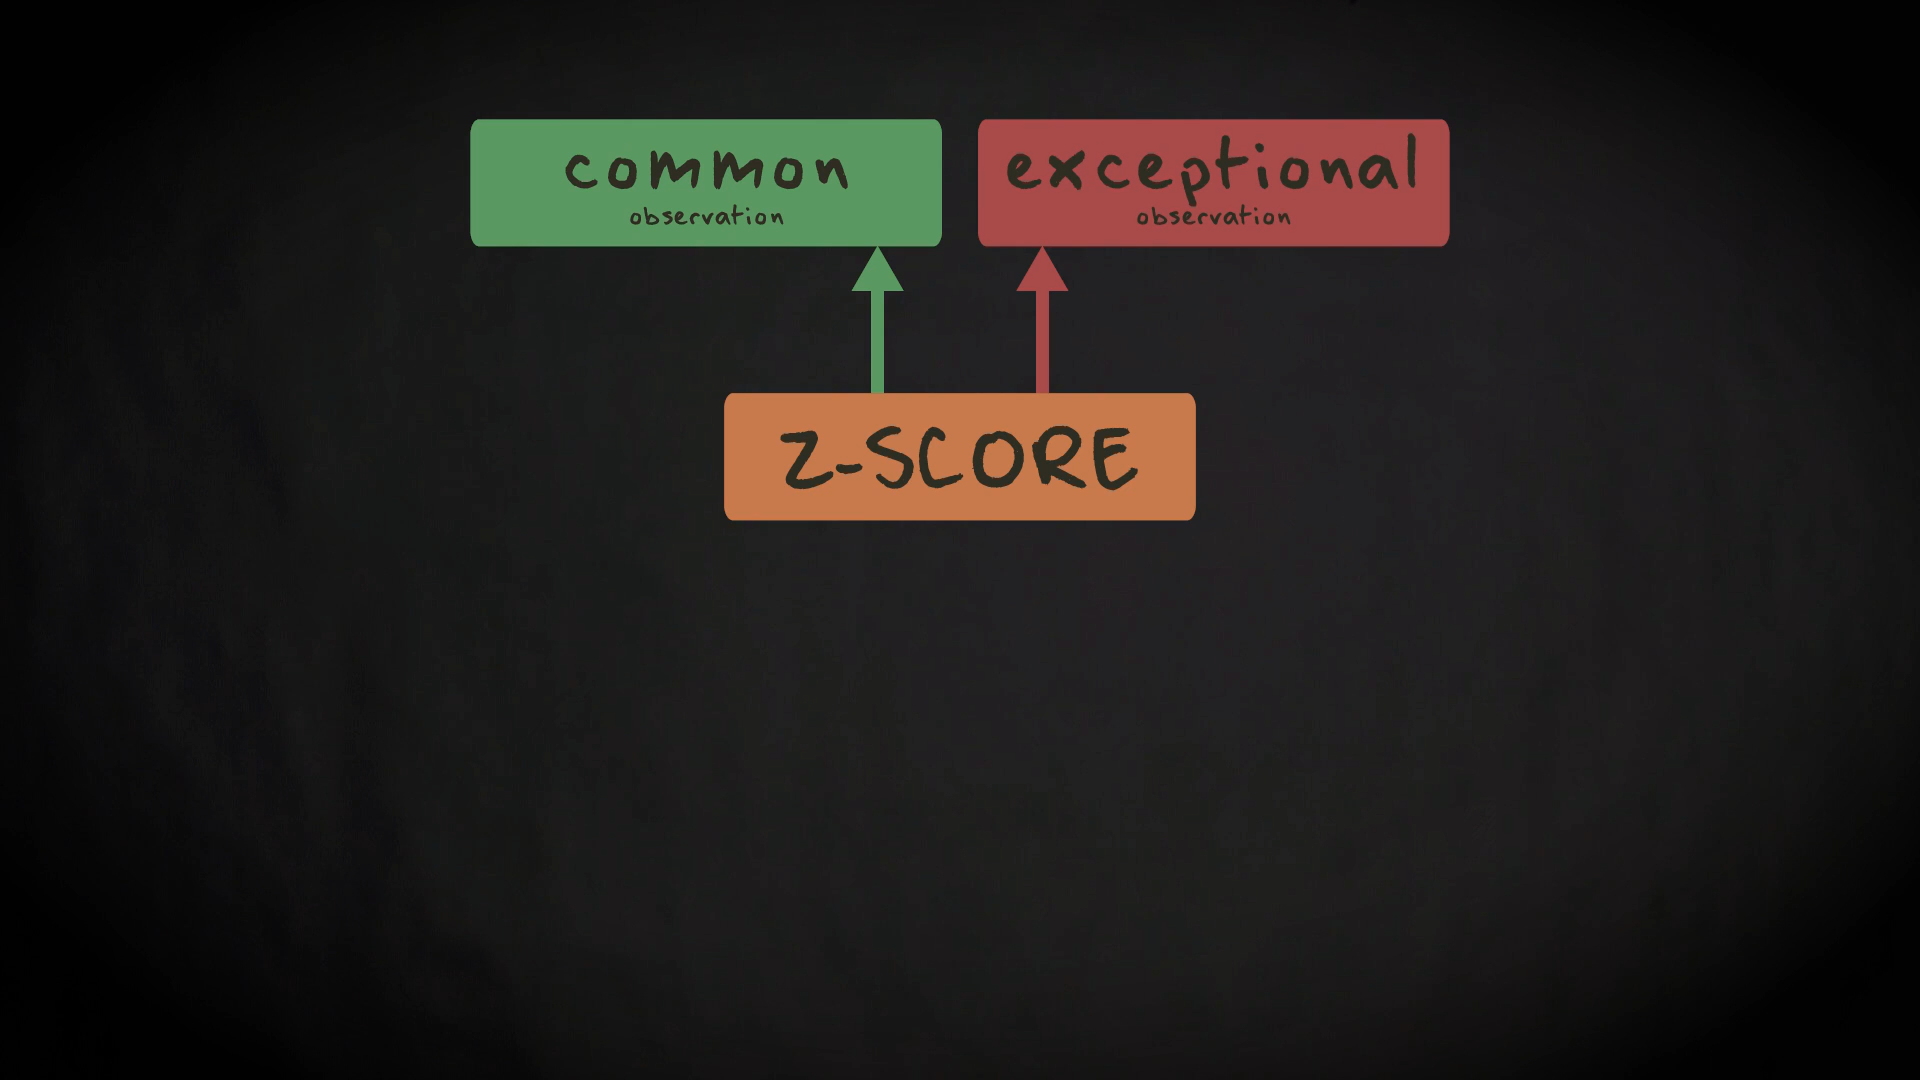 common
observation
exceptional
observation
Z-SCORE